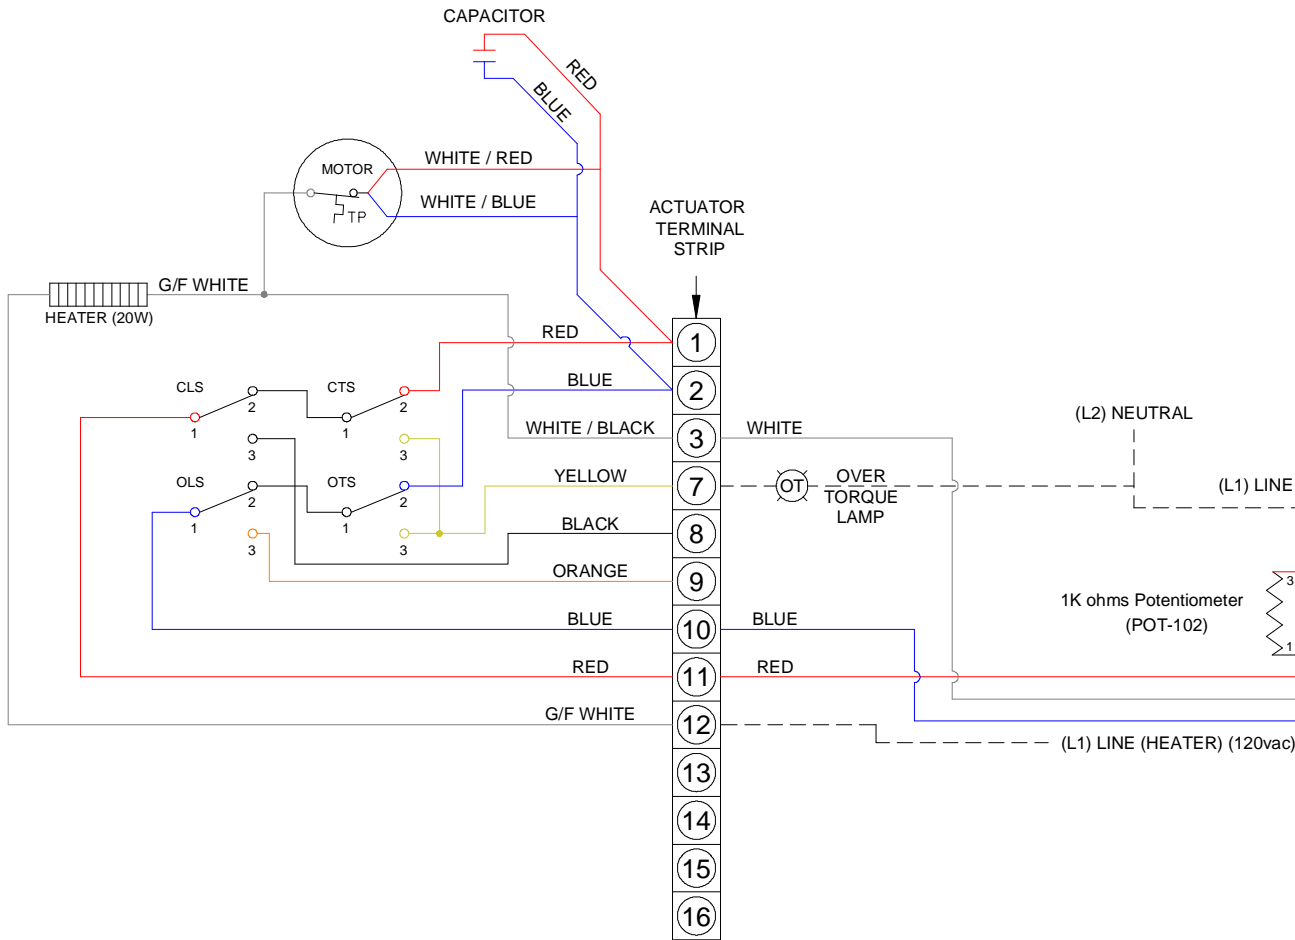 CAPACITOR
RED
BLUE
MOTOR
WHITE / RED
TP
WHITE / BLUE
ACTUATOR
TERMINAL
STRIP
G/F WHITE
HEATER (20W)
RED
1
CLS
2
CTS
2
BLUE
2
1
1
3
3
WHITE / BLACK
3
WHITE
(L2) NEUTRAL
OLS
2
OTS
2
YELLOW
7
OT
OVER
TORQUE
LAMP
(L1) LINE
1
1
3
3
BLACK
8
ORANGE
9
1K ohms Potentiometer
(POT-102)
3
1
BLUE
10
BLUE
RED
11
RED
G/F WHITE
12
(L1) LINE (HEATER) (120vac)
13
14
15
16